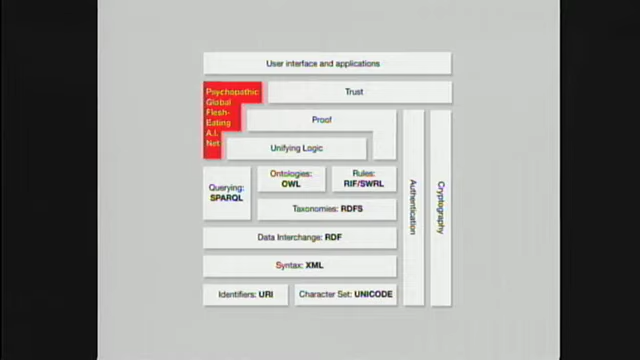 User interface and applications
Psychopathic
Global
Flesh-
Eating
A.I.
Net
Trust
Proof
Unifying Logic
Querying:
SPARQL
Ontologies:
OWL
Rules:
RIF/SWRL
Taxonomies: RDFS
Data Interchange: RDF
Syntax: XML
Identifiers: URI
Character Set: UNICODE
Authentication
Cryptography